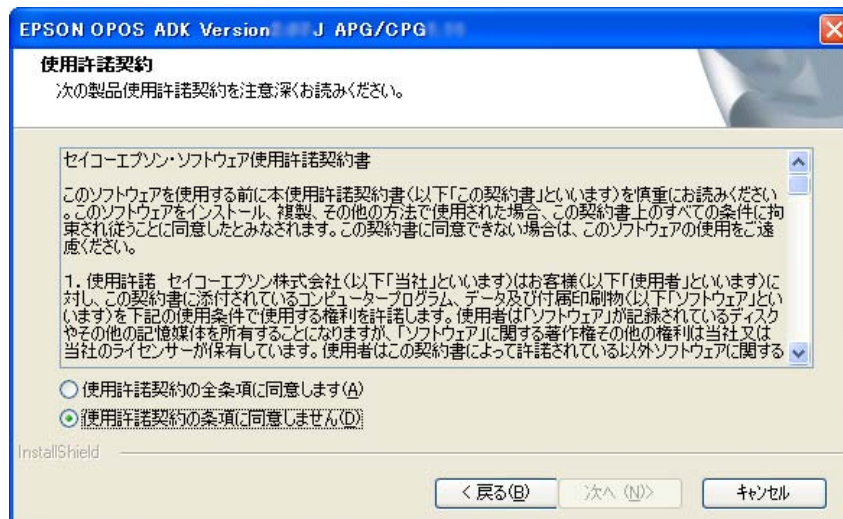 EPSON OPOS ADK Version J APG/CPG
使用許諾契約
次の製品使用許諾契約を注意深くお読みください。
セイコーエプソン・ソフトウェア使用許諾契約書
このソフトウェアを使用する前に本使用許諾契約書(以下「この契約書」といいます)を慎重にお読みください
。このソフトウェアをインストール、複製、その他の方法で使用された場合、この契約書上のすべての条件に拘
束され従うことに同意したとみなされます。この契約書に同意できない場合は、このソフトウェアの使用をご遠
慮ください。
1. 使用許諾 セイコーエプソン株式会社(以下「当社」といいます)はお客様(以下「使用者」といいます)に
対し、この契約書に添付されているコンピュータープログラム、データ及び付属印刷物(以下「ソフトウェア」とい
います)を下記の使用条件で使用する権利を許諾します。使用者は「ソフトウェア」が記録されているディスク
やその他の記憶媒体を所有することになりますが、「ソフトウェア」に関する著作権その他の権利は当社又は
当社のライセンサーが保有しています。使用者はこの契約書によって許諾されている以外ソフトウェアに関する
使用許諾契約の全条項に同意します(A)
使用許諾契約の条項に同意しません(D)
InstallShield
< 戻る(B)
次へ (N)>
キャンセル